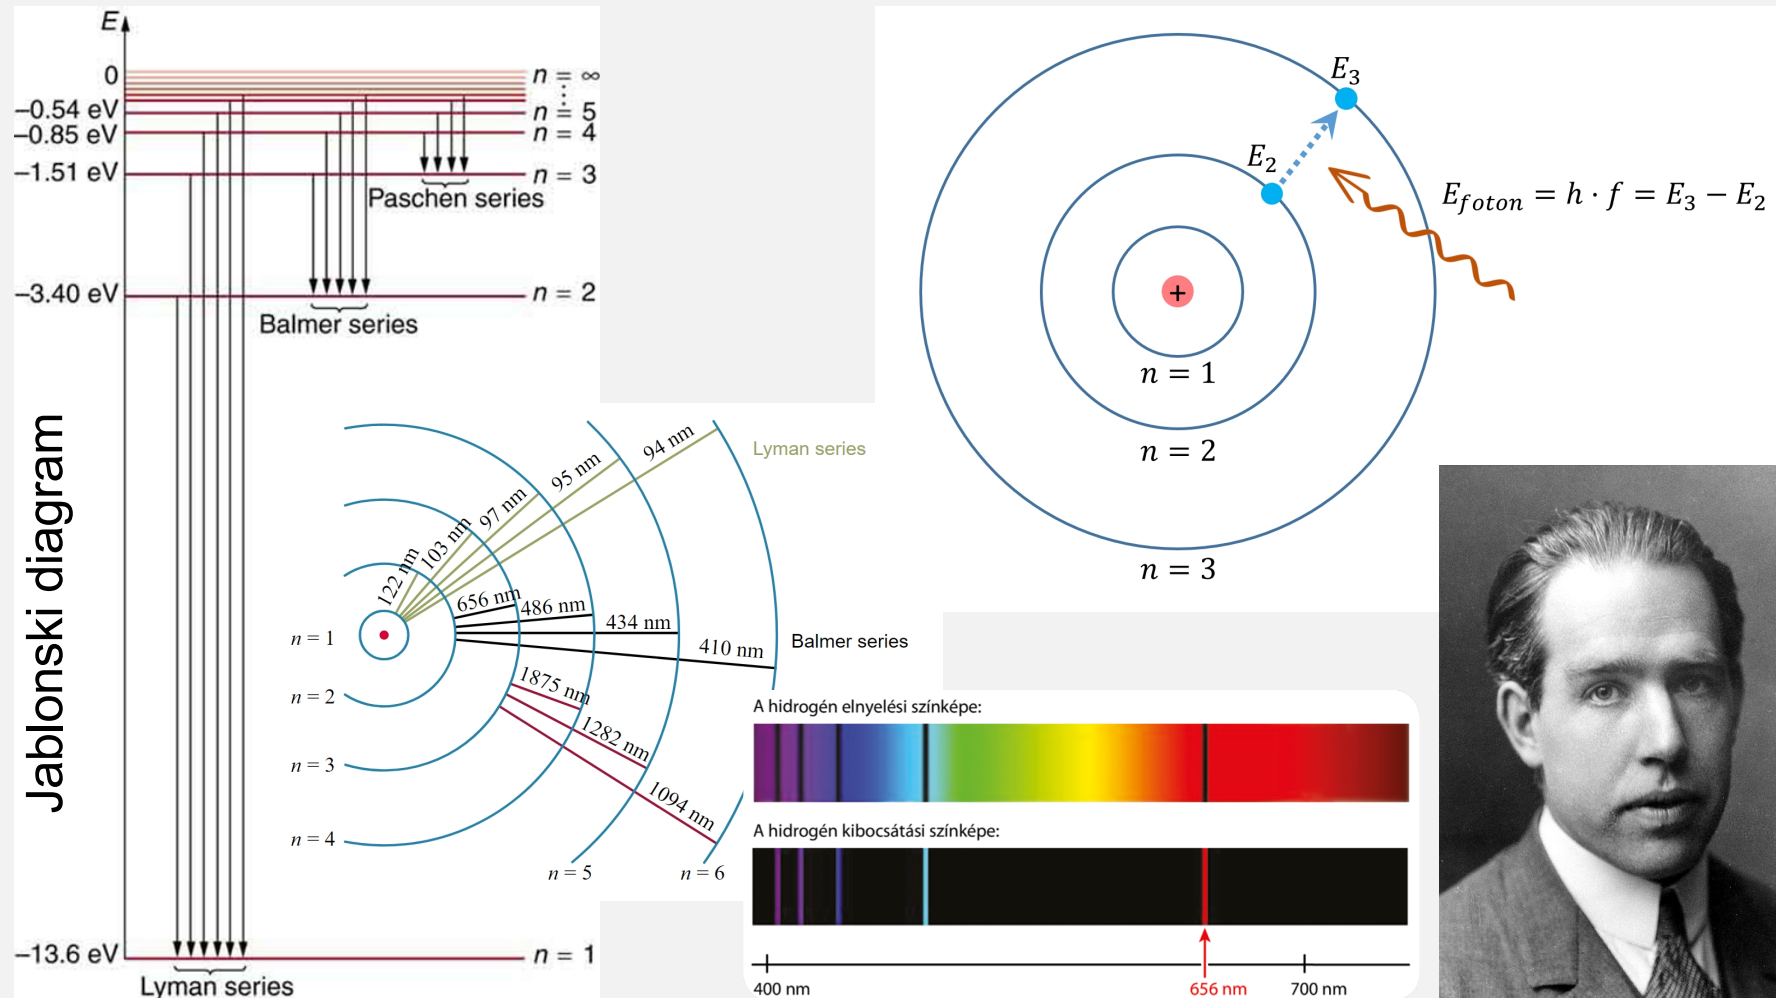 E
0
n = ∞
−0.54 eV
n = 5
−0.85 eV
n = 4
−1.51 eV
n = 3
Paschen series
−3.40 eV
n = 2
Balmer series
−13.6 eV
n = 1
Lyman series
Jablonski diagram
122 nm
103 nm
97 nm
95 nm
94 nm
Lyman series
656 nm
486 nm
434 nm
410 nm
Balmer series
1875 nm
1282 nm
1094 nm
n = 1
n = 2
n = 3
n = 4
n = 5
n = 6
E₃
E₂
E_foton = h · f = E₃ − E₂
+
n = 1
n = 2
n = 3
A hidrogén elnyelési színképe:
A hidrogén kibocsátási színképe:
400 nm
656 nm
700 nm